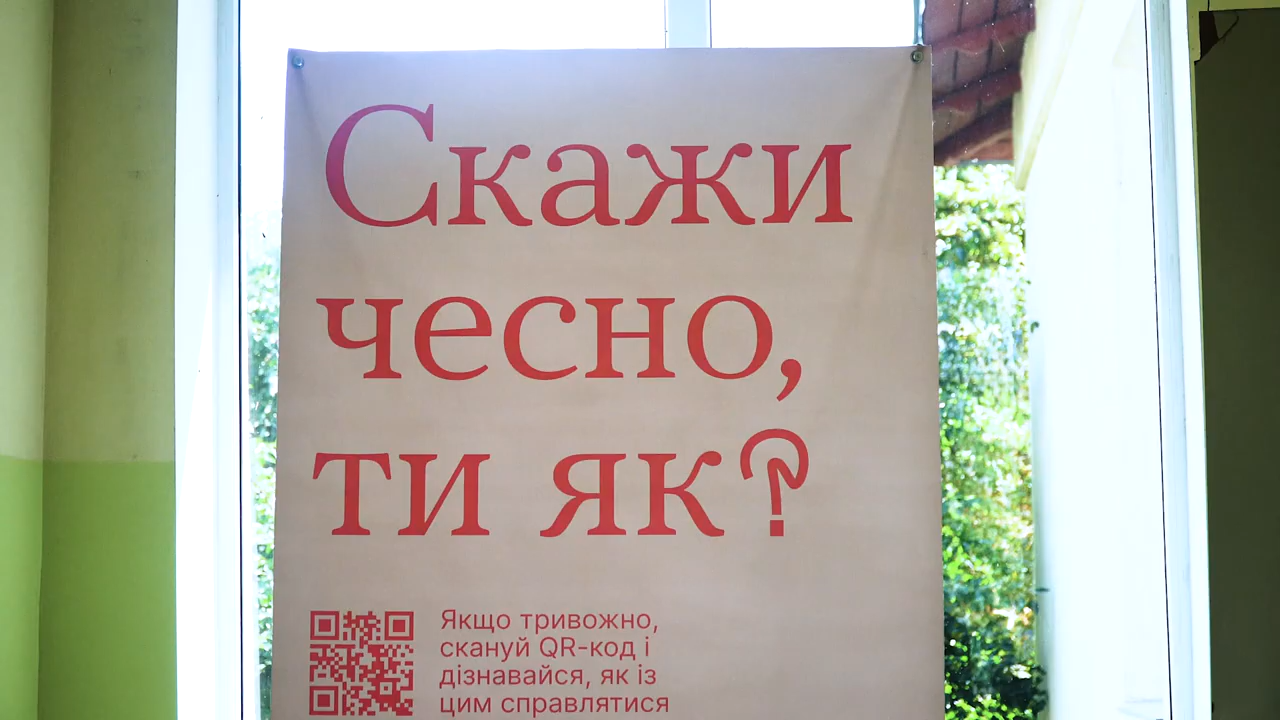 Скажи
чесно,
ти як?
Якщо тривожно,
скануй QR-код і
дізнавайся, як із
цим справлятися